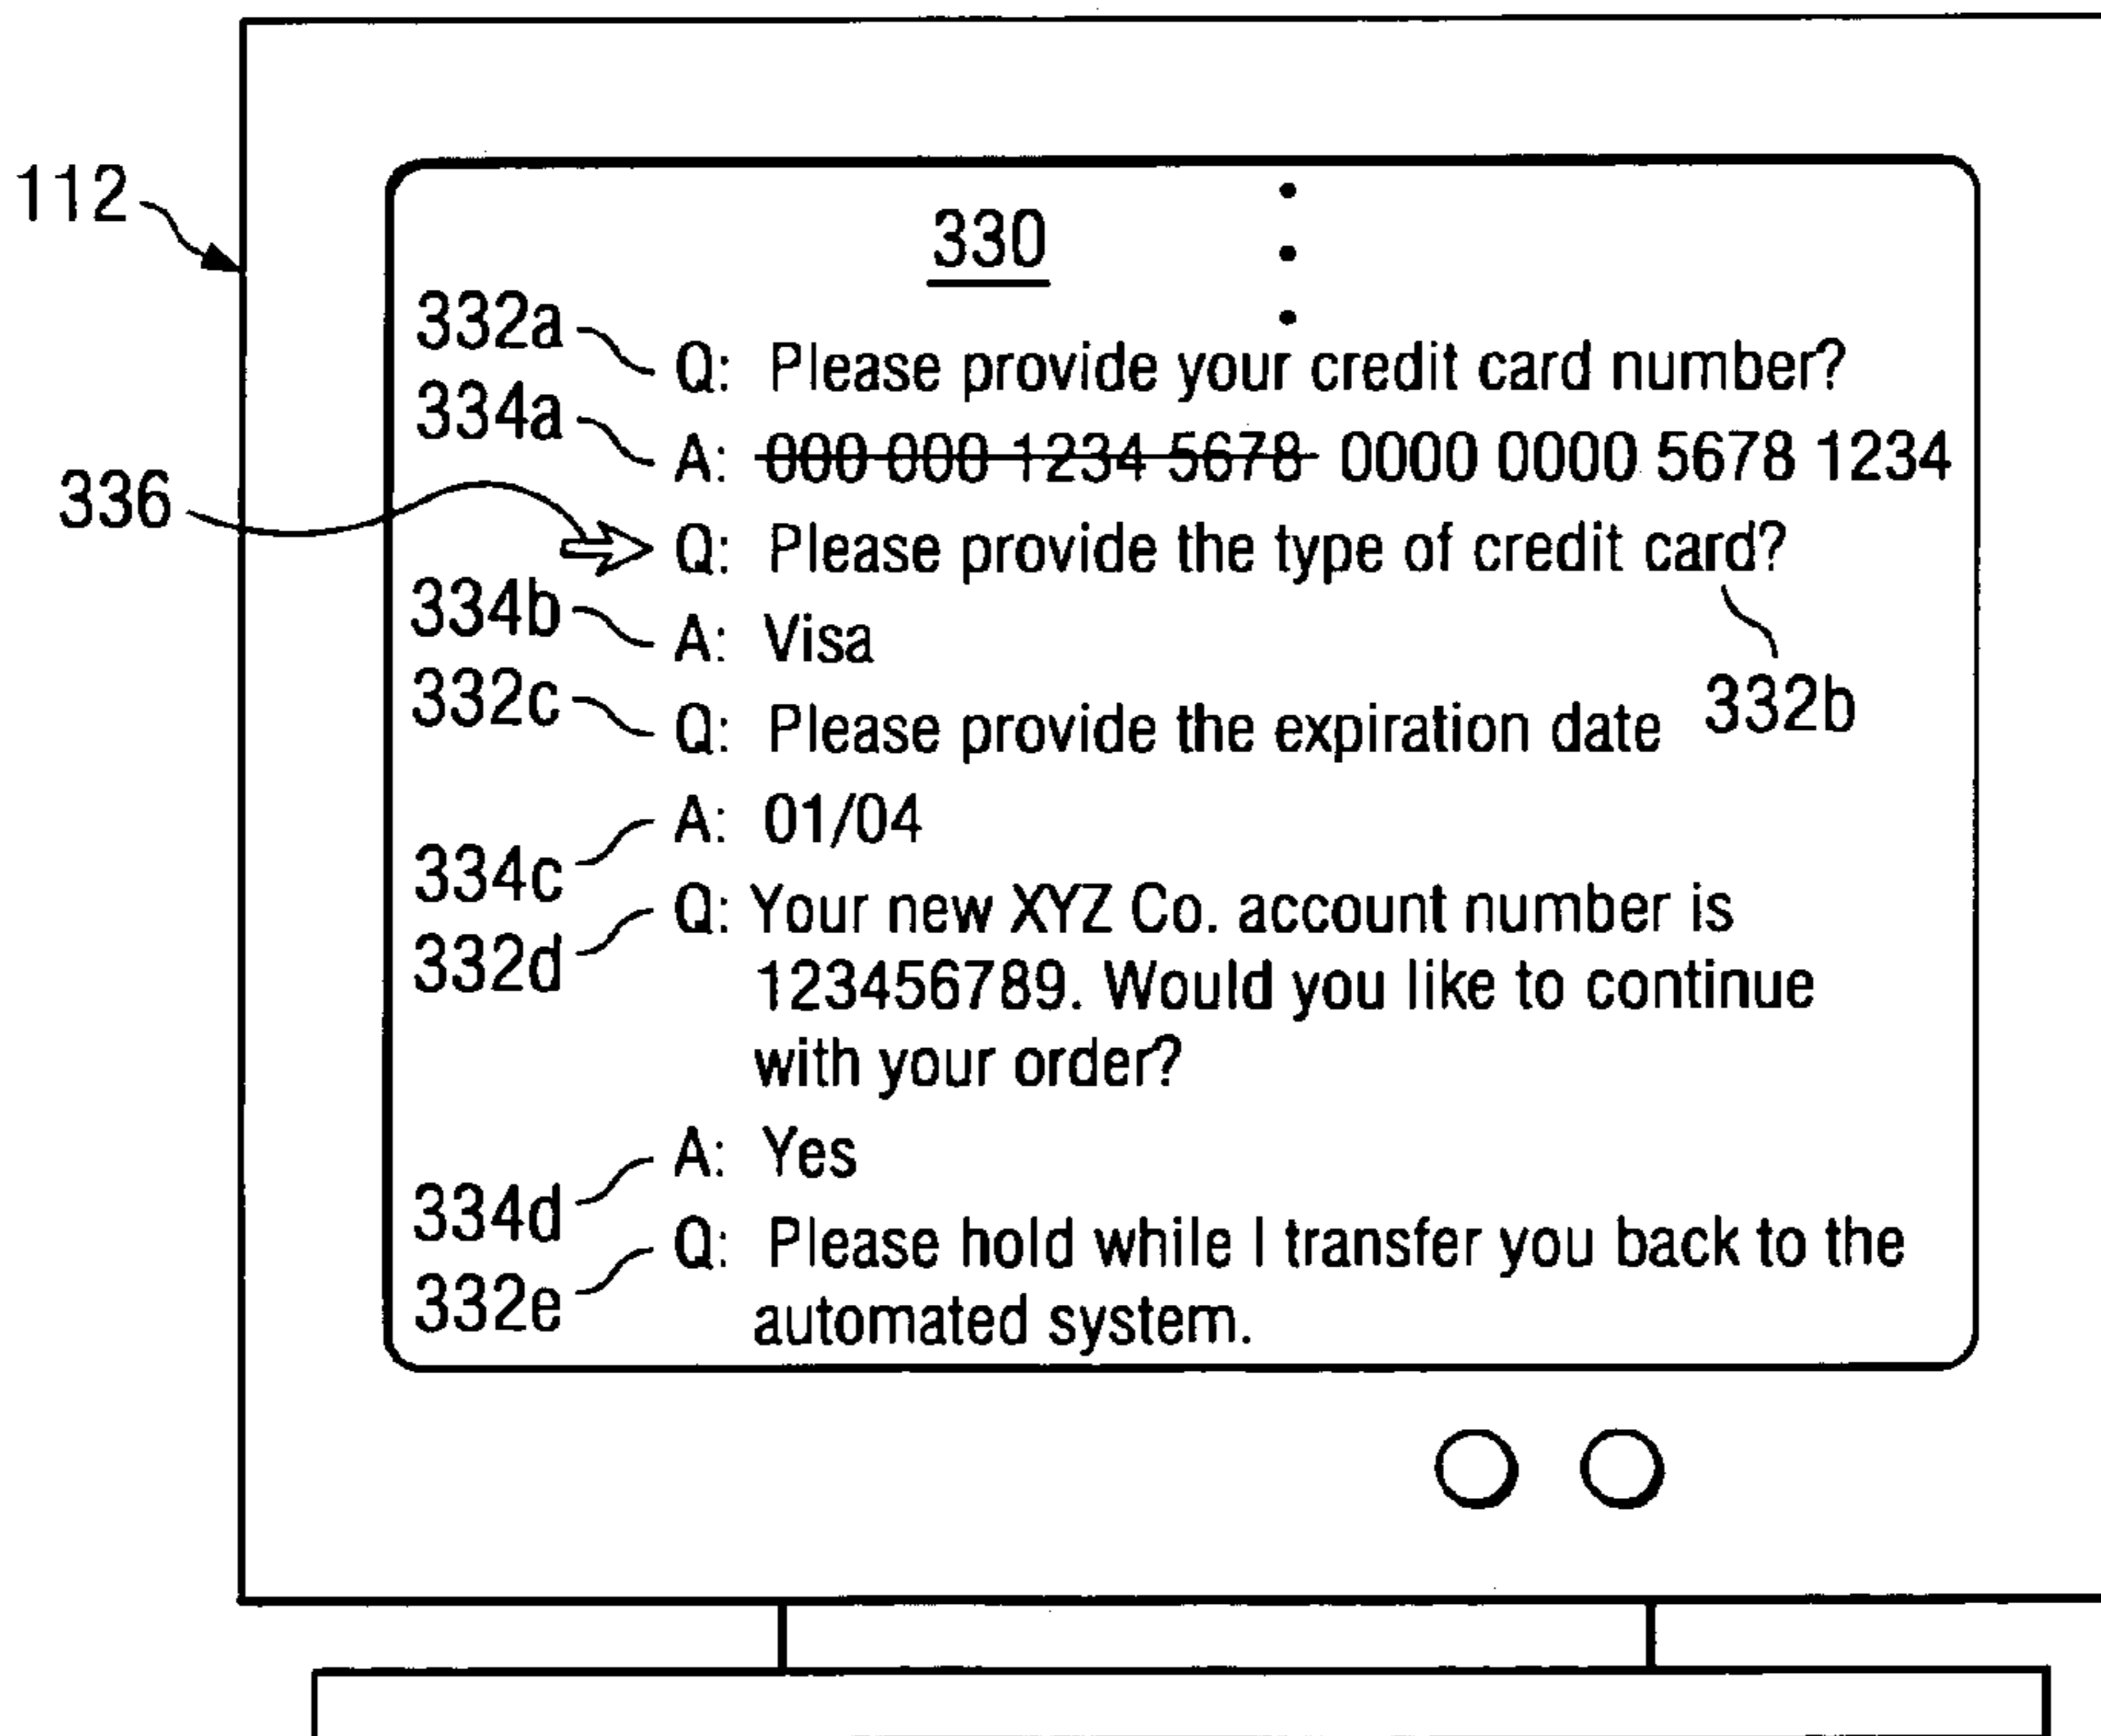 112
330
332a Q: Please provide your credit card number?
334a A: 000 000 1234 5678 0000 0000 5678 1234
336 Q: Please provide the type of credit card?
334b A: Visa
332b
332c Q: Please provide the expiration date
A: 01/04
334c
Q: Your new XYZ Co. account number is
332d 123456789. Would you like to continue
with your order?
A: Yes
334d
Q: Please hold while I transfer you back to the
332e automated system.